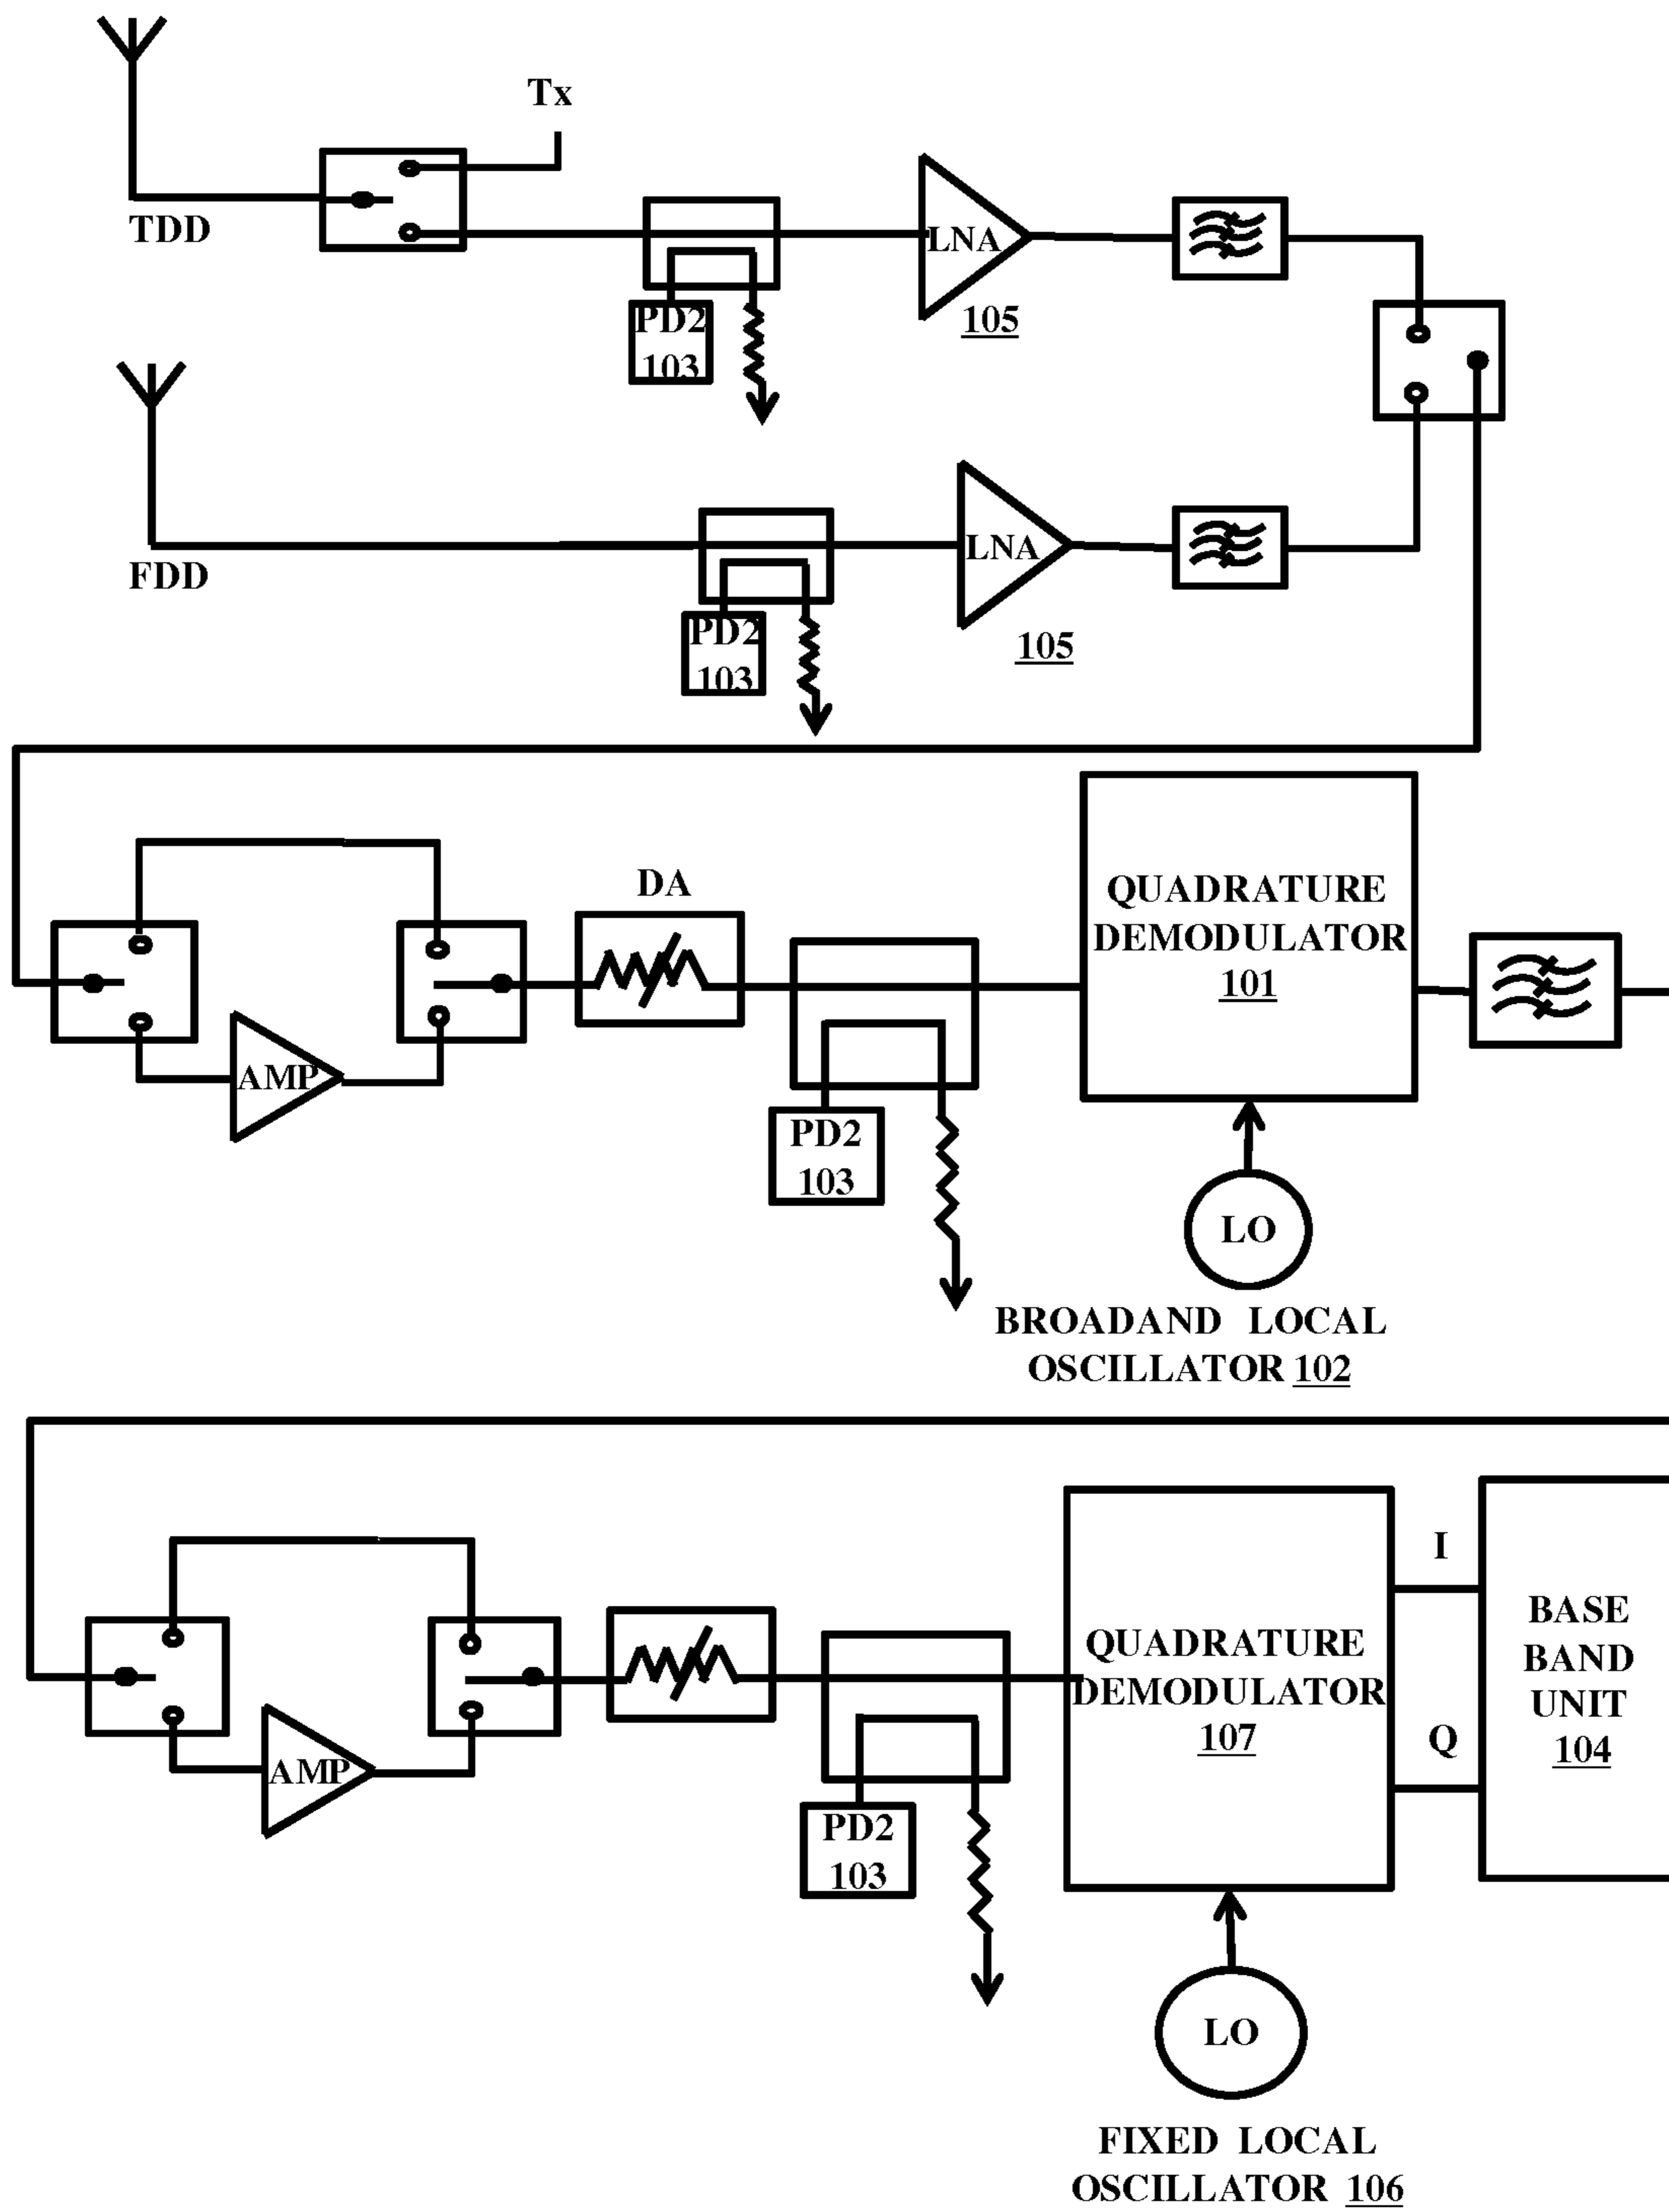 Tx
TDD
LNA
105
PD2
103
FDD
LNA
105
PD2
103
DA
QUADRATURE
DEMODULATOR
101
AMP
PD2
103
LO
BROADAND LOCAL
OSCILLATOR 102
I
QUADRATURE
DEMODULATOR
107
BASE
BAND
UNIT
104
Q
AMP
PD2
103
LO
FIXED LOCAL
OSCILLATOR 106